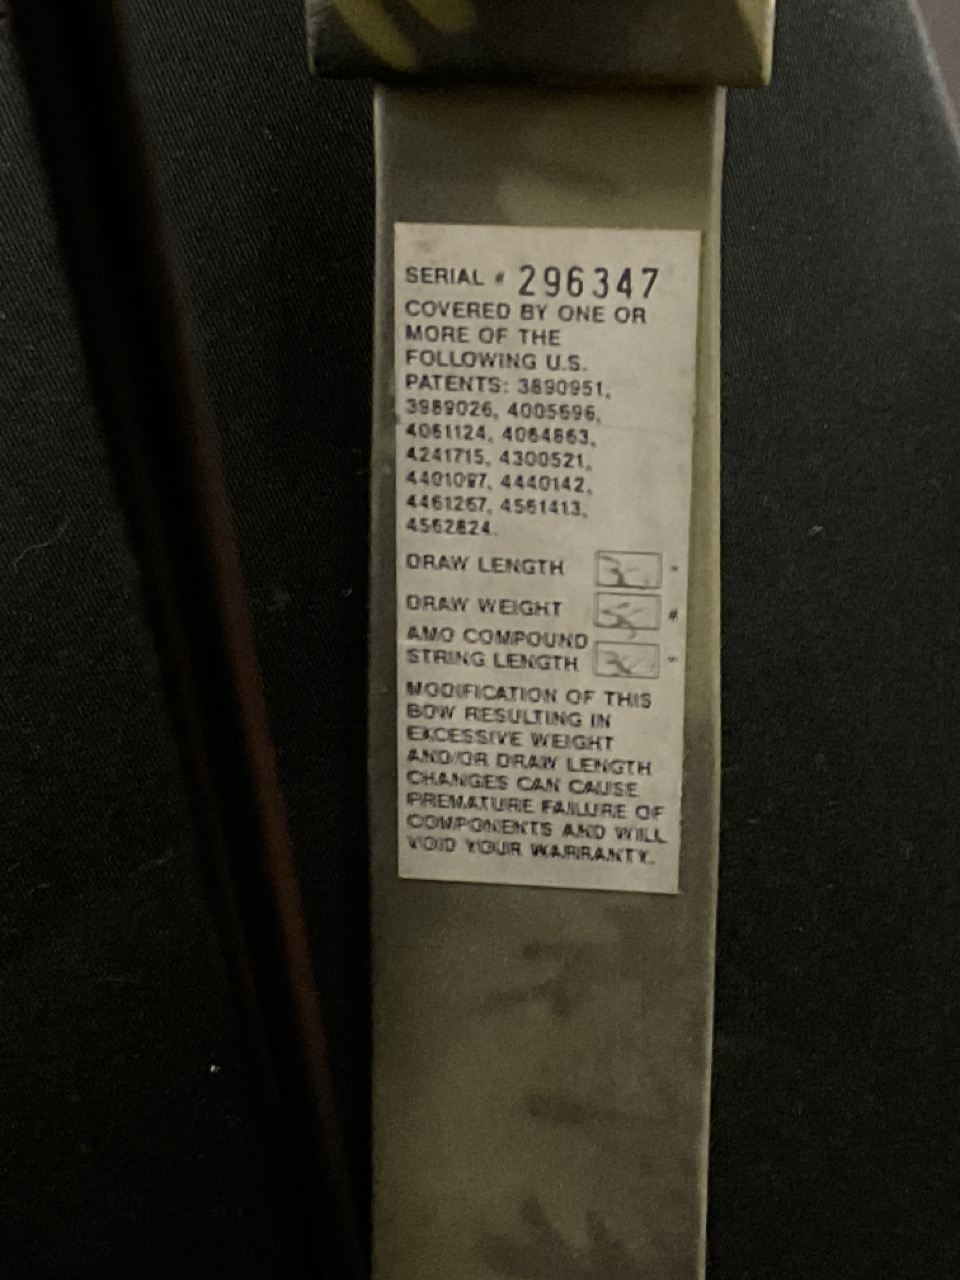 SERIAL # 296347
COVERED BY ONE OR
MORE OF THE
FOLLOWING U.S.
PATENTS: 3890951,
3989026, 4005696,
4061124, 4064863,
4241715, 4300521,
4401097, 4440142,
4461267, 4561413,
4562824.
DRAW LENGTH "
DRAW WEIGHT 55 #
AMO COMPOUND
STRING LENGTH "
MODIFICATION OF THIS
BOW RESULTING IN
EXCESSIVE WEIGHT
AND/OR DRAW LENGTH
CHANGES CAN CAUSE
PREMATURE FAILURE OF
COMPONENTS AND WILL
VOID YOUR WARRANTY.